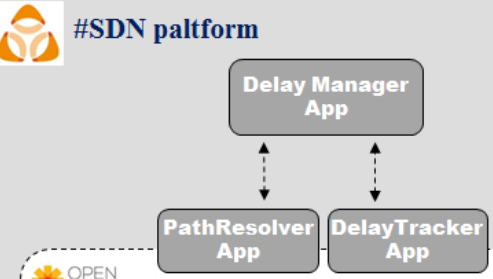 #SDN paltform
Delay Manager
App
PathResolver
App
DelayTracker
App
OPEN